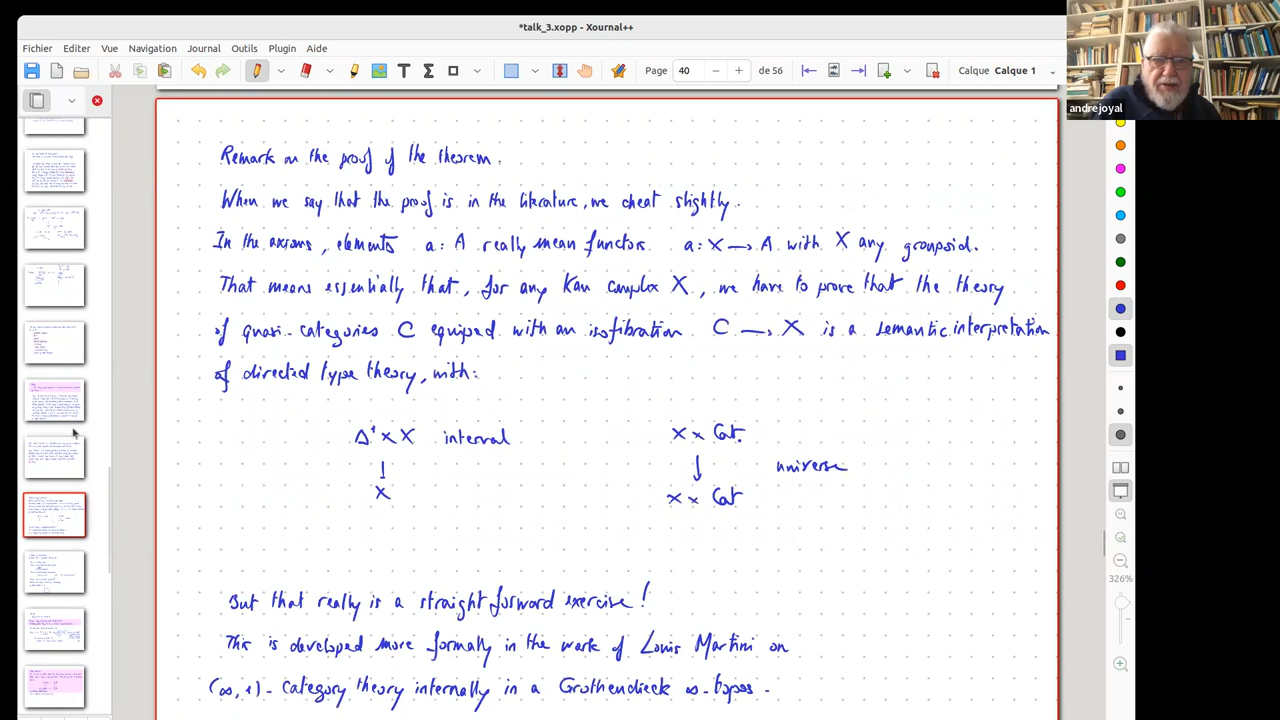 *talk_3.xopp - Xournal++
Fichier Editer Vue Navigation Journal Outils Plugin Aide
Page 40 de 56 Calque Calque 1
andrejoyal
Remark on the proof of the theorem.
When we say that the proof is in the literature, we cheat slightly.
In the axioms, elements a: A really mean functors a: X → A with X any groupoid.
That means essentially that, for any Kan complex X, we have to prove that the theory
of quasi-categories C equiped with an isofibration C → X is a semantic interpretation
of directed type theory, with:
Δ¹ × X interval X × Cat.
↓ ↓ universe
X X × Cat
But that really is a straightforward exercise!
This is developed more formally in the work of Louis Martini on
(∞,1)-category theory internally in a Grothendieck ∞-topos.
326%